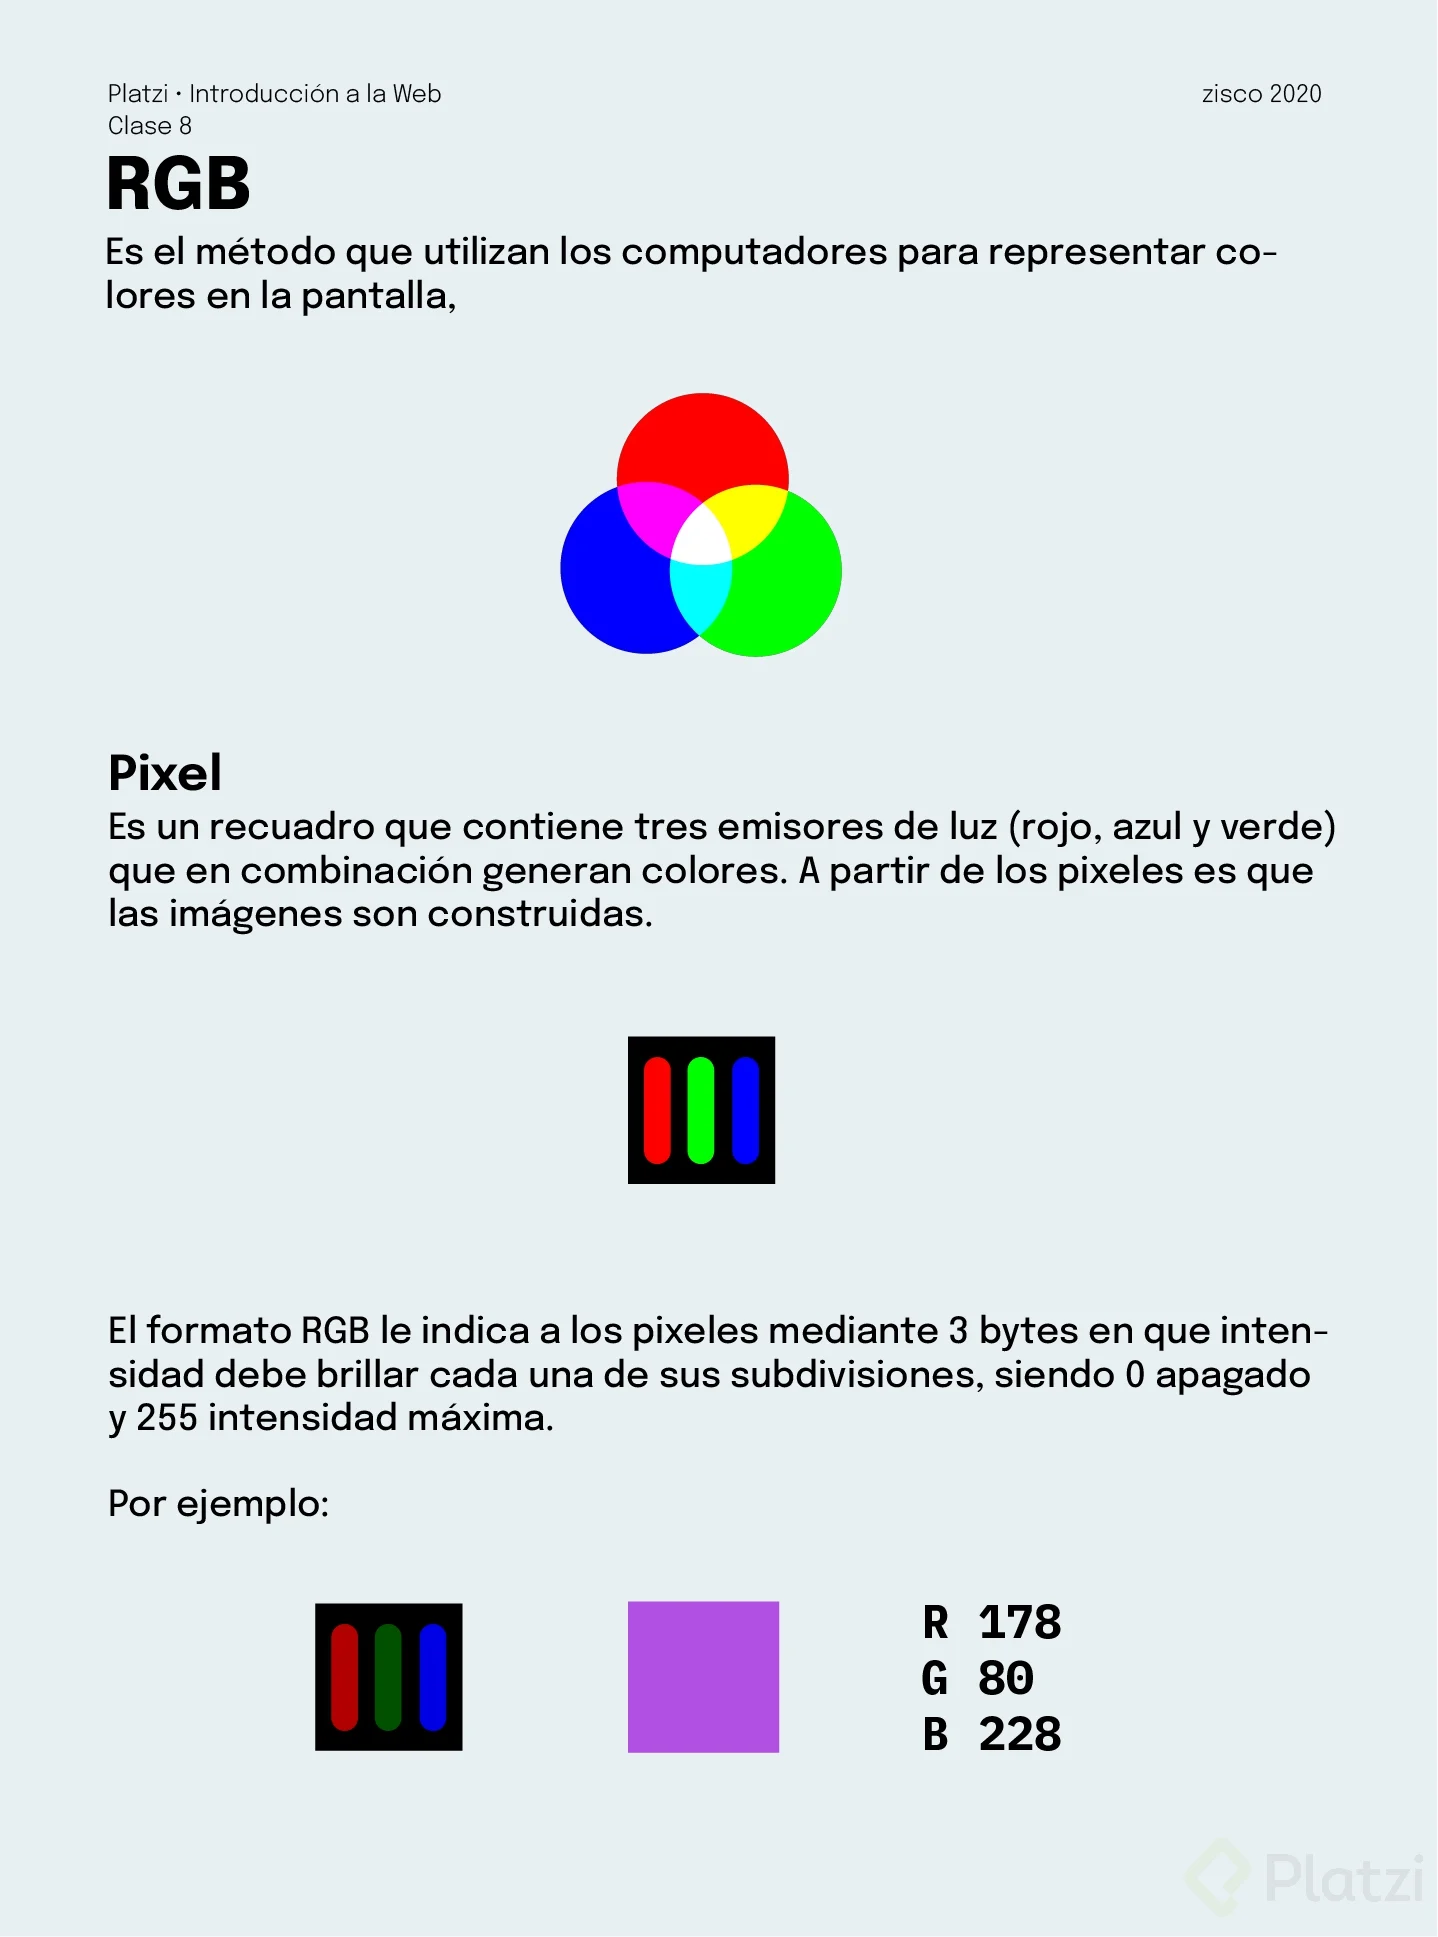 Platzi • Introducción a la Web
zisco 2020
Clase 8
RGB
Es el método que utilizan los computadores para representar co-
lores en la pantalla,
Pixel
Es un recuadro que contiene tres emisores de luz (rojo, azul y verde)
que en combinación generan colores. A partir de los pixeles es que
las imágenes son construidas.
El formato RGB le indica a los pixeles mediante 3 bytes en que inten-
sidad debe brillar cada una de sus subdivisiones, siendo 0 apagado
y 255 intensidad máxima.
Por ejemplo:
R 178
G 80
B 228
Platzi